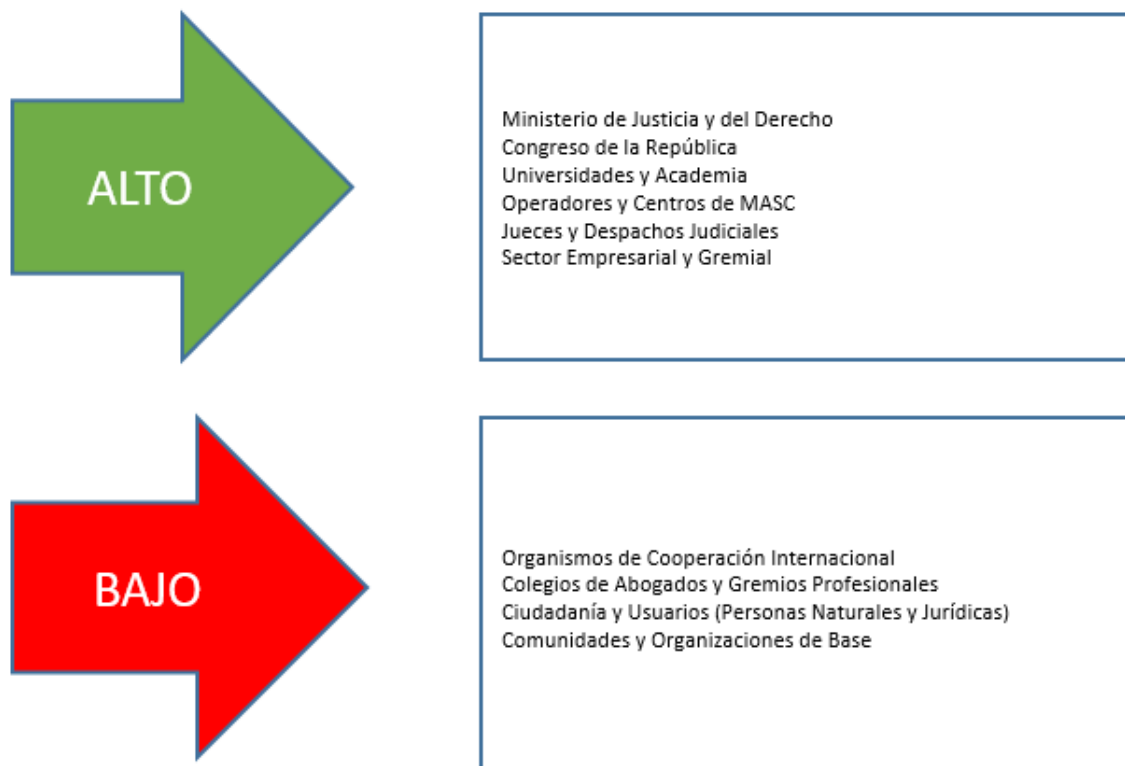 ALTO
Ministerio de Justicia y del Derecho
Congreso de la República
Universidades y Academia
Operadores y Centros de MASC
Jueces y Despachos Judiciales
Sector Empresarial y Gremial
BAJO
Organismos de Cooperación Internacional
Colegios de Abogados y Gremios Profesionales
Ciudadanía y Usuarios (Personas Naturales y Jurídicas)
Comunidades y Organizaciones de Base